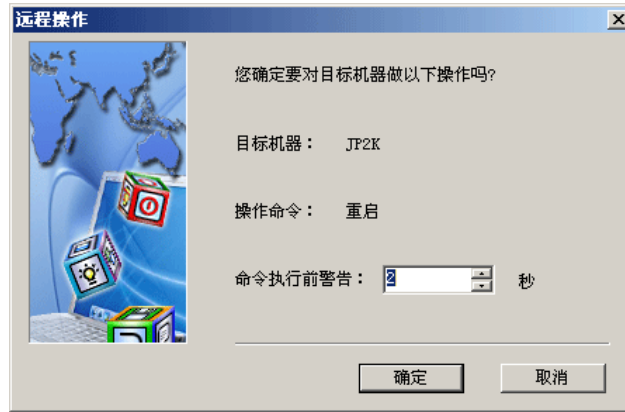 远程操作
您确定要对目标机器做以下操作吗?
目标机器： JP2K
操作命令： 重启
命令执行前警告： 2 秒
确定 取消